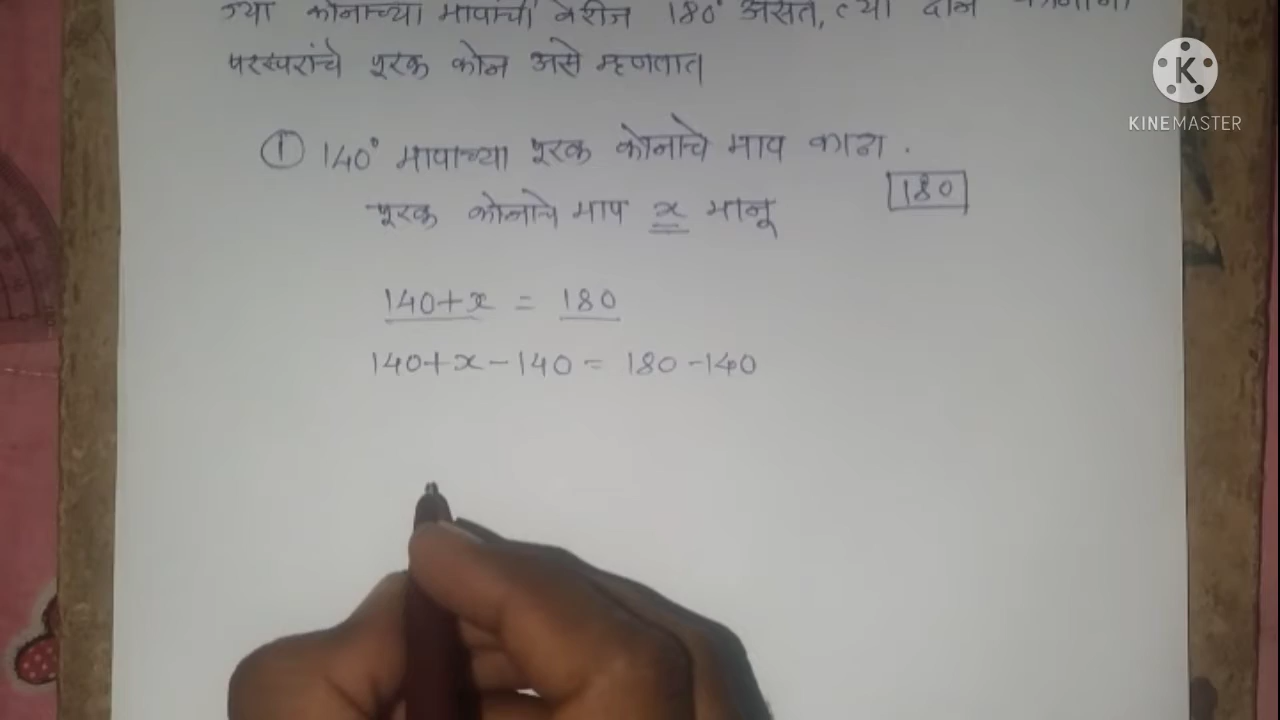 ज्या कोनाच्या मापांची बेरीज 180° असते, त्या दोन
परस्परांचे पूरक कोन असे म्हणतात
① 140° मापाच्या पूरक कोनाचे माप काढा .
पूरक कोनाचे माप x मानू
180
140+x = 180
140+x-140 = 180-140
K
KINEMASTER